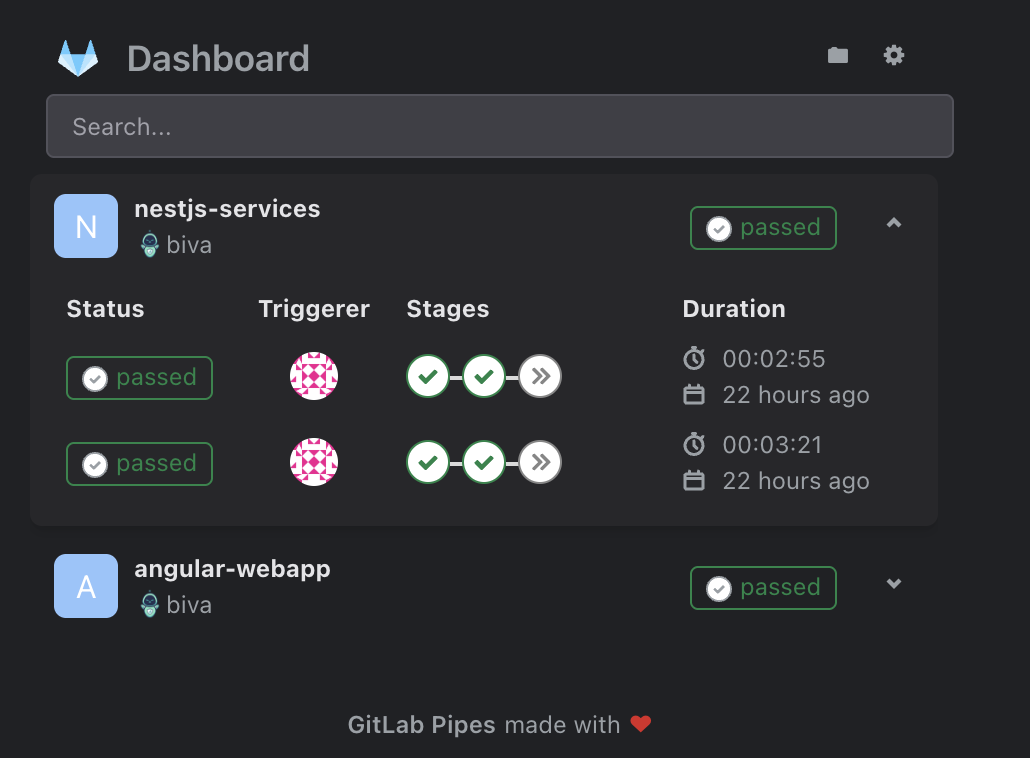 Dashboard
Search...
N
nestjs-services
biva
passed
Status Triggerer Stages Duration
passed 00:02:55
22 hours ago
passed 00:03:21
22 hours ago
A
angular-webapp
biva
passed
GitLab Pipes made with